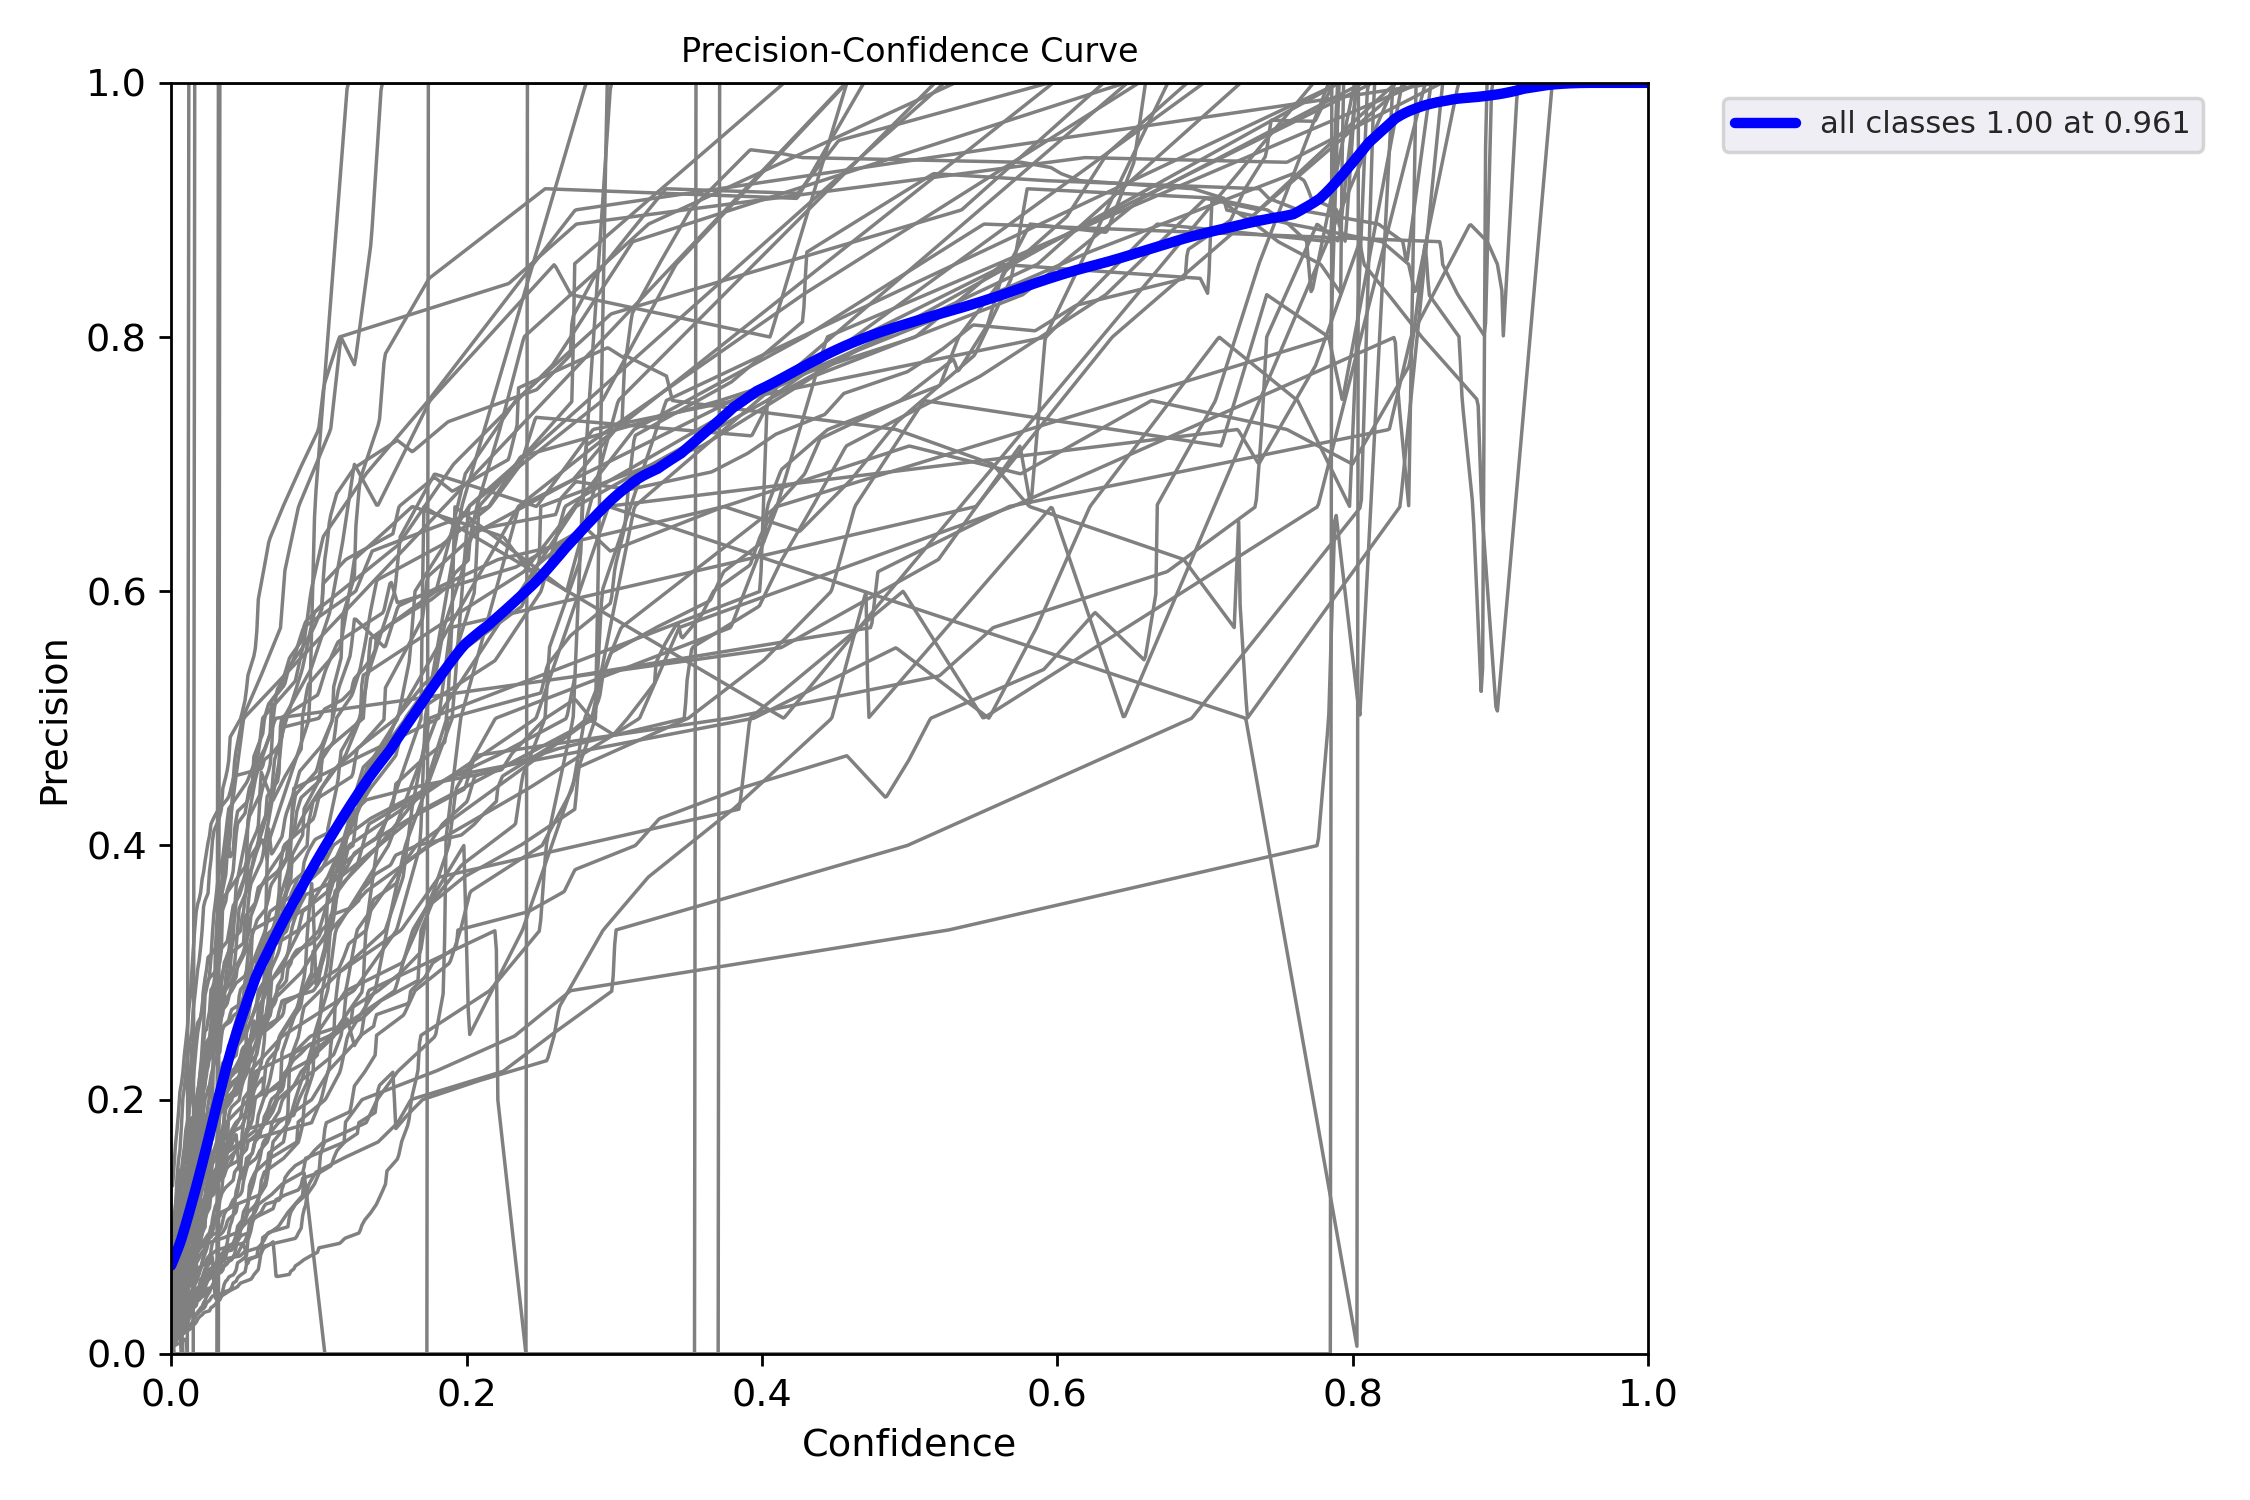 Precision-Confidence Curve
1.0
0.8
0.6
0.4
0.2
0.0
Precision
0.0 0.2 0.4 0.6 0.8 1.0
Confidence
all classes 1.00 at 0.961